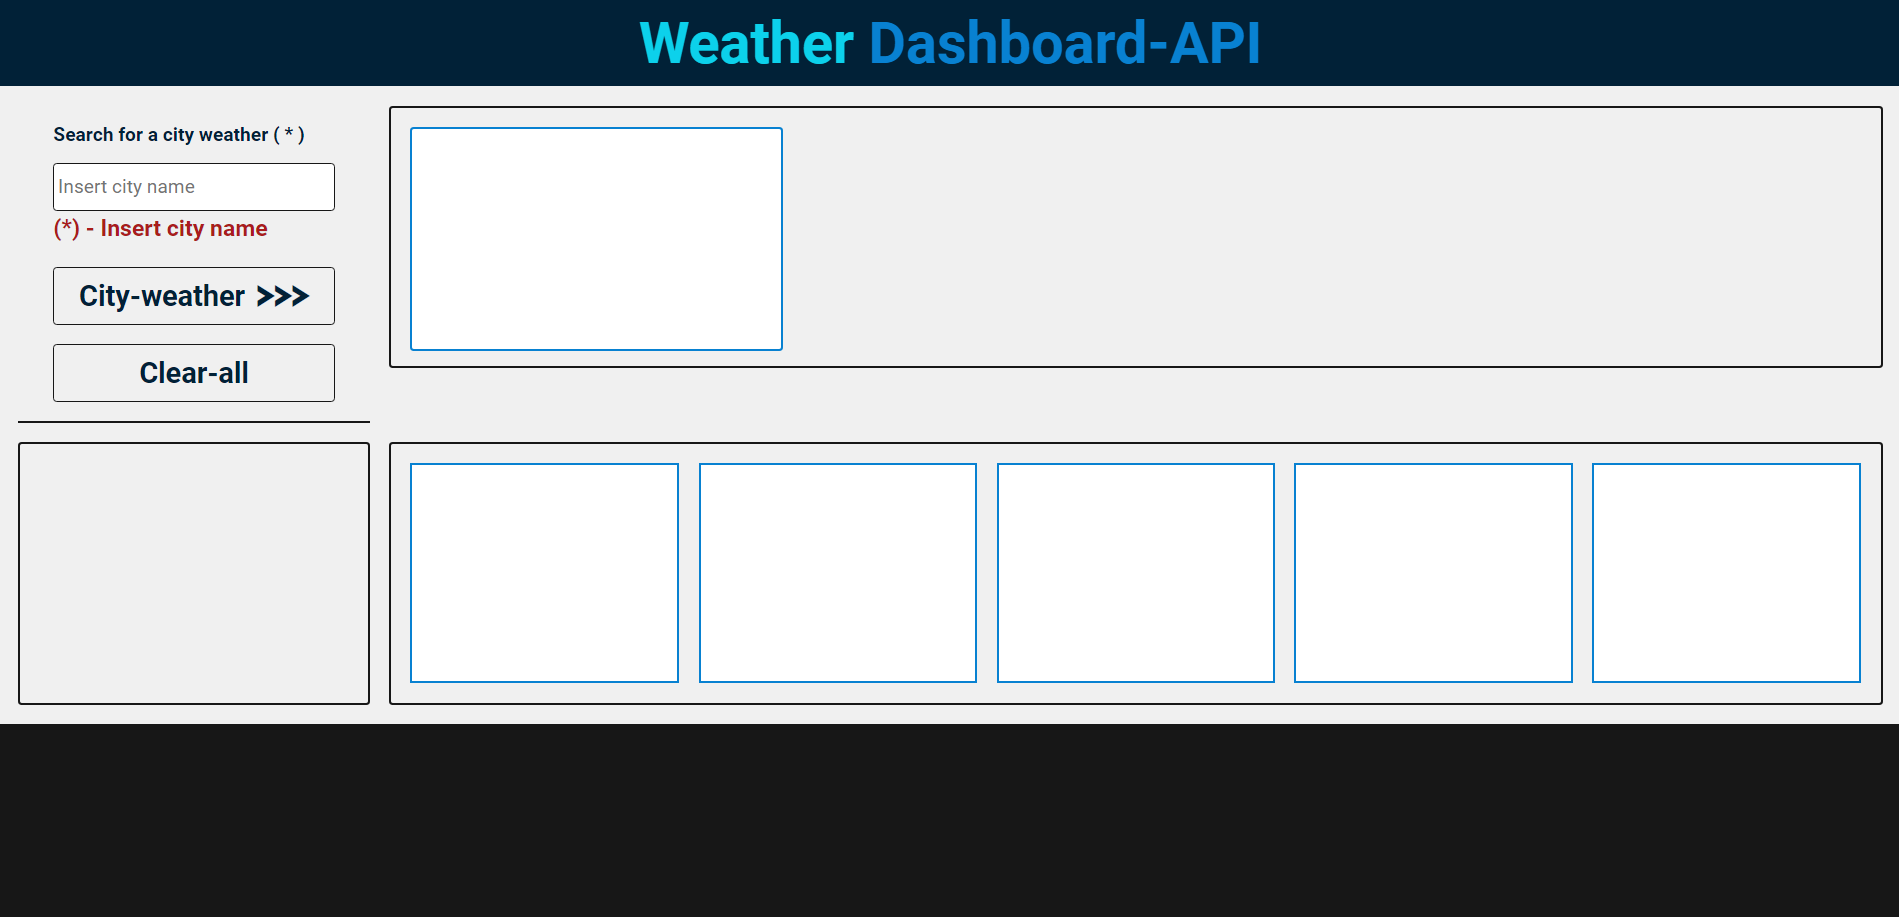 Weather Dashboard-API
Search for a city weather ( * )
Insert city name
(*) - Insert city name
City-weather >>>
Clear-all